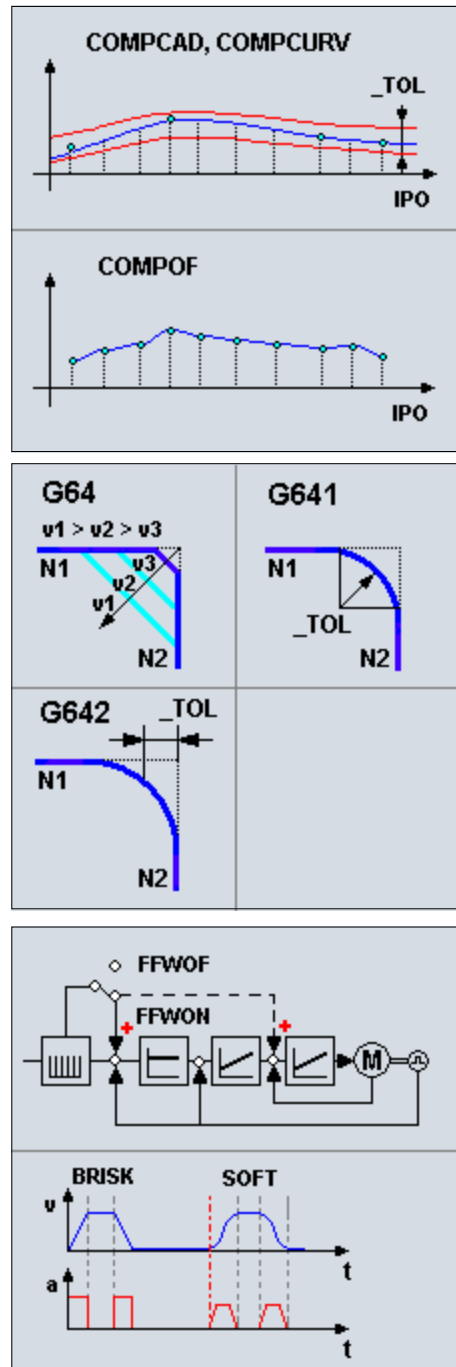 COMPCAD, COMPCURV
_TOL
IPO
COMPOF
IPO
G64
v1 > v2 > v3
N1
v3
v2
v1
N2
G641
N1
_TOL
N2
G642
_TOL
N1
N2
FFWOF
+ FFWON +
M
BRISK SOFT
v
t
a
t